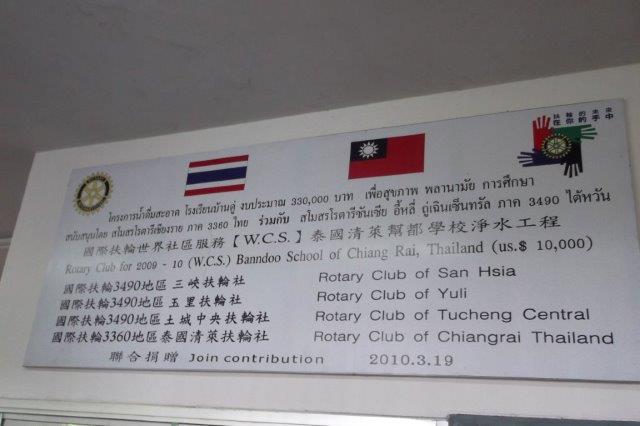 扶輪的未來
在你的手中
โครงการน้ำดื่มสะอาด โรงเรียนบ้านดู่ งบประมาณ 330,000 บาท เพื่อสุขภาพ พลานามัย การศึกษา
สนับสนุนโดย สโมสรโรตารีเชียงราย ภาค 3360 ไทย ร่วมกับ สโมสรโรตารีซันเซีย อี้หลี่ ถู่เฉินเซ็นทรัล ภาค 3490 ไต้หวัน
國際扶輪世界社區服務【W.C.S.】泰國清萊幫都學校淨水工程
Rotary Club for 2009 - 10 (W.C.S.) Banndoo School of Chiang Rai, Thailand (us.$ 10,000)
國際扶輪3490地區 三峽扶輪社 Rotary Club of San Hsia
國際扶輪3490地區 玉里扶輪社 Rotary Club of Yuli
國際扶輪3490地區土城中央扶輪社 Rotary Club of Tucheng Central
國際扶輪3360地區泰國清萊扶輪社 Rotary Club of Chiangrai Thailand
聯合捐贈 Join contribution 2010.3.19